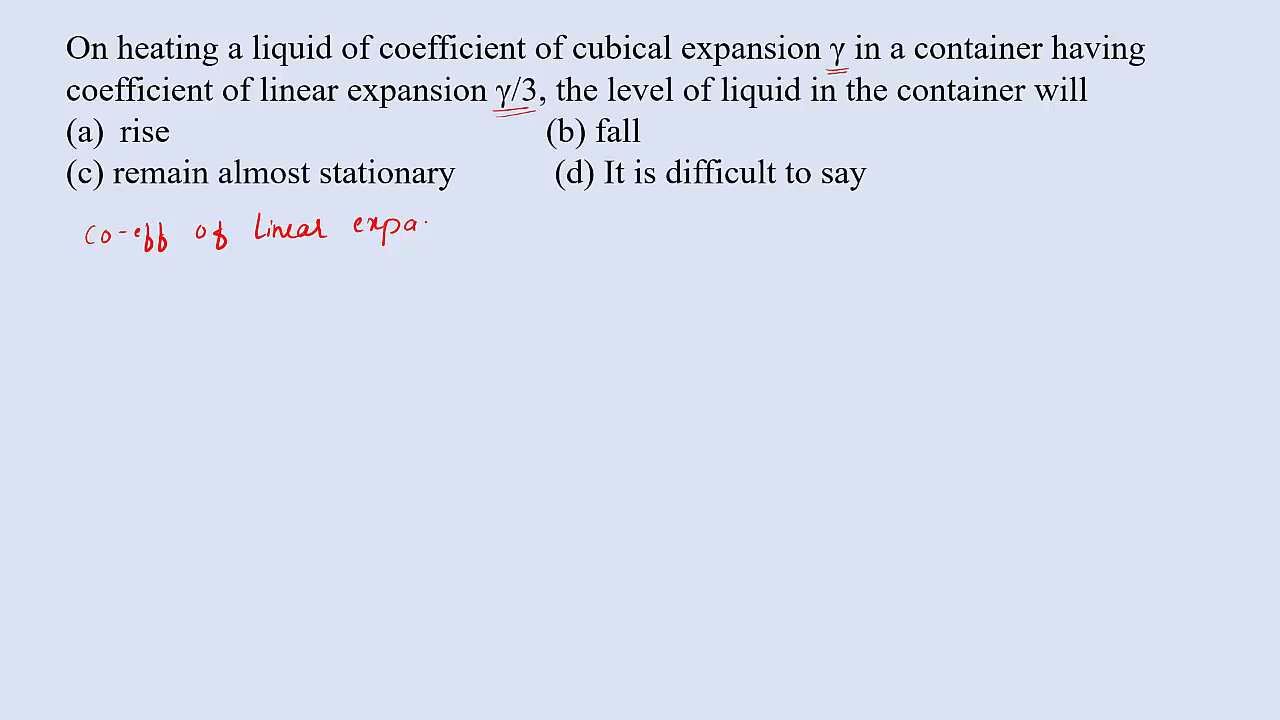 On heating a liquid of coefficient of cubical expansion γ in a container having
coefficient of linear expansion γ/3, the level of liquid in the container will
(a) rise (b) fall
(c) remain almost stationary (d) It is difficult to say
co-eff of linear expa